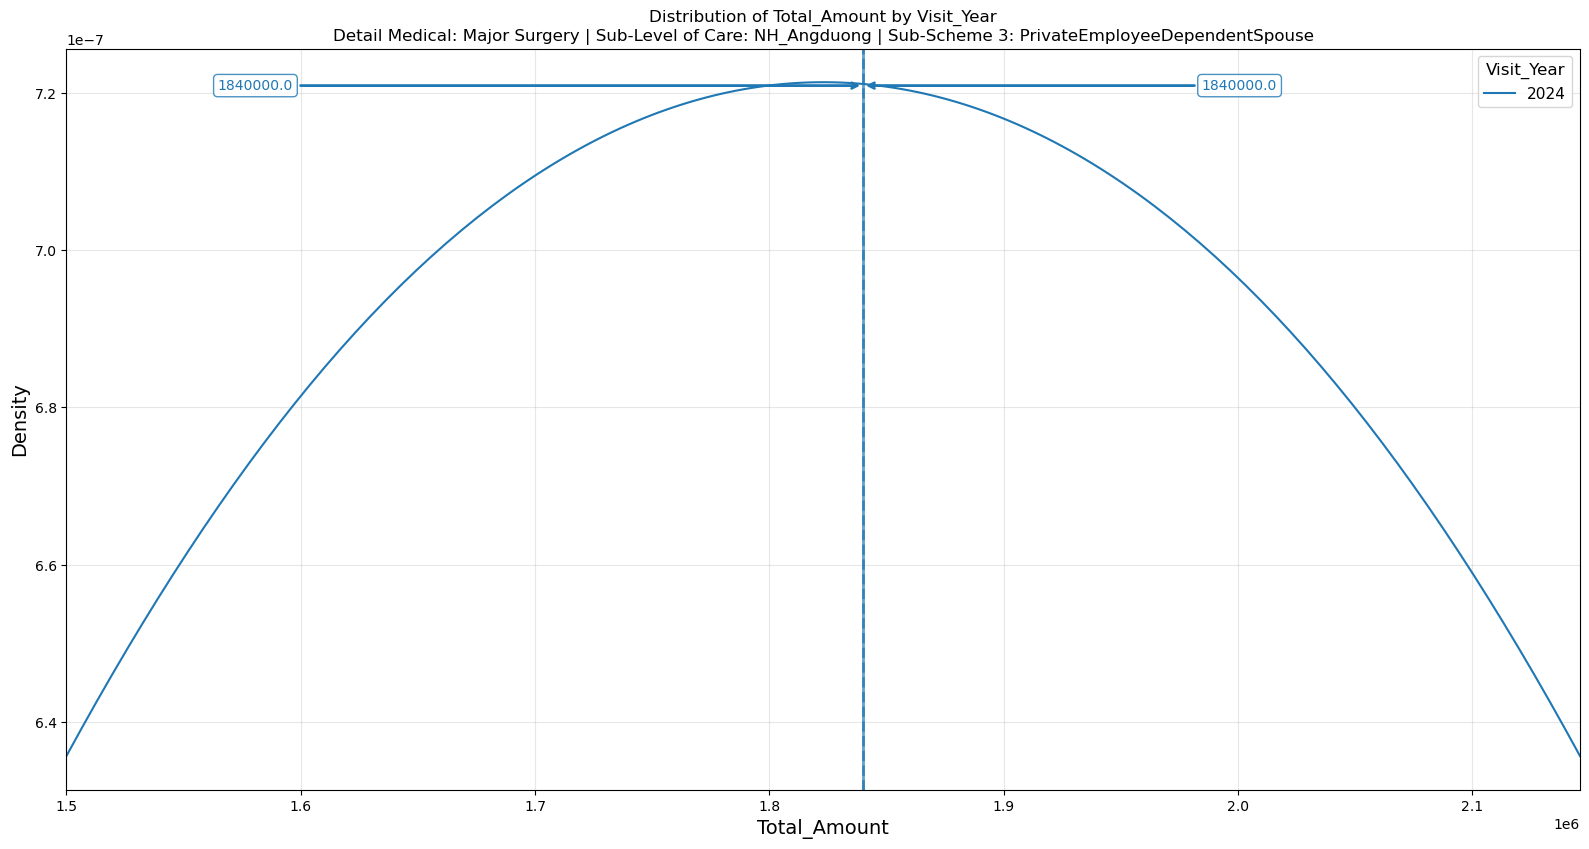 Distribution of Total_Amount by Visit_Year
Detail Medical: Major Surgery | Sub-Level of Care: NH_Angduong | Sub-Scheme 3: PrivateEmployeeDependentSpouse
1e−7
1840000.0
1840000.0
Visit_Year
2024
7.2
7.0
6.8
6.6
6.4
Density
1.5 1.6 1.7 1.8 1.9 2.0 2.1
1e6
Total_Amount